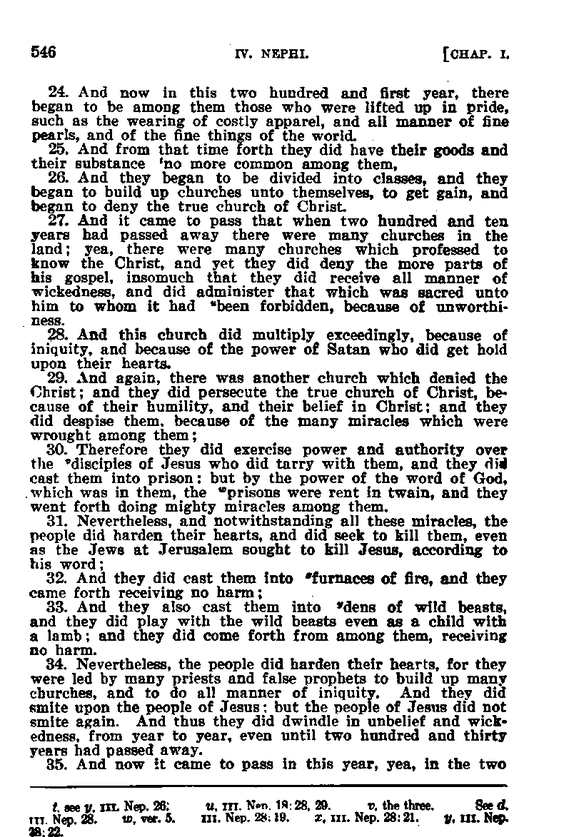 546 IV. NEPHI. [CHAP. I.
24. And now in this two hundred and first year, there
began to be among them those who were lifted up in pride,
such as the wearing of costly apparel, and all manner of fine
pearls, and of the fine things of the world.
25. And from that time forth they did have their goods and
their substance ᵗno more common among them,
26. And they began to be divided into classes, and they
began to build up churches unto themselves, to get gain, and
began to deny the true church of Christ.
27. And it came to pass that when two hundred and ten
years had passed away there were many churches in the
land; yea, there were many churches which professed to
know the Christ, and yet they did deny the more parts of
his gospel, insomuch that they did receive all manner of
wickedness, and did administer that which was sacred unto
him to whom it had ᵘbeen forbidden, because of unworthi-
ness.
28. And this church did multiply exceedingly, because of
iniquity, and because of the power of Satan who did get hold
upon their hearts.
29. And again, there was another church which denied the
Christ; and they did persecute the true church of Christ, be-
cause of their humility, and their belief in Christ; and they
did despise them, because of the many miracles which were
wrought among them;
30. Therefore they did exercise power and authority over
the ᵛdisciples of Jesus who did tarry with them, and they did
cast them into prison; but by the power of the word of God,
which was in them, the ʷprisons were rent in twain, and they
went forth doing mighty miracles among them.
31. Nevertheless, and notwithstanding all these miracles, the
people did harden their hearts, and did seek to kill them, even
as the Jews at Jerusalem sought to kill Jesus, according to
his word;
32. And they did cast them into ˣfurnaces of fire, and they
came forth receiving no harm;
33. And they also cast them into ʸdens of wild beasts,
and they did play with the wild beasts even as a child with
a lamb; and they did come forth from among them, receiving
no harm.
34. Nevertheless, the people did harden their hearts, for they
were led by many priests and false prophets to build up many
churches, and to do all manner of iniquity. And they did
smite upon the people of Jesus; but the people of Jesus did not
smite again. And thus they did dwindle in unbelief and wick-
edness, from year to year, even until two hundred and thirty
years had passed away.
35. And now it came to pass in this year, yea, in the two
t, see y, III. Nep. 26; u, III. Nep. 18:28, 29. v, the three. See d,
III. Nep. 28. w, ver. 5. III. Nep. 28:19. x, III. Nep. 28:21. y, III. Nep.
28:22.